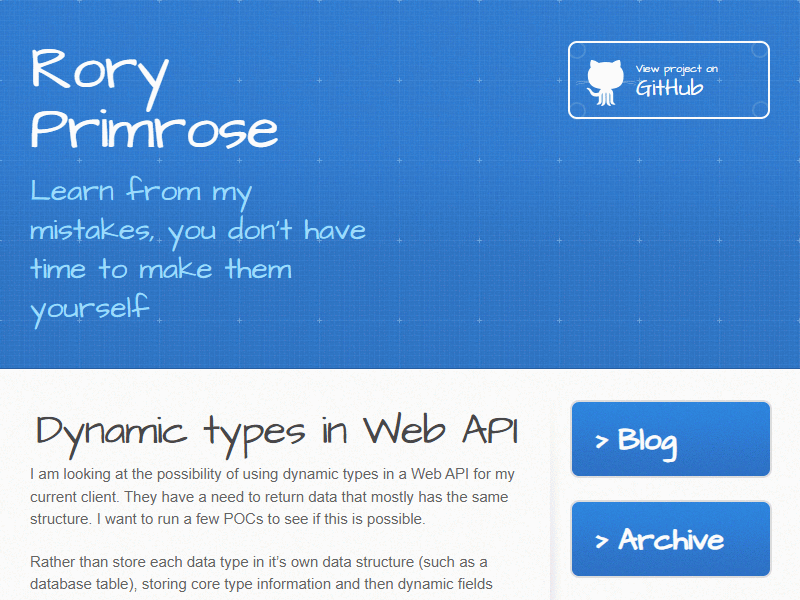 Rory
Primrose
Learn from my
mistakes, you don't have
time to make them
yourself
View project on
GitHub
Dynamic types in Web API
I am looking at the possibility of using dynamic types in a Web API for my
current client. They have a need to return data that mostly has the same
structure. I want to run a few POCs to see if this is possible.
Rather than store each data type in it’s own data structure (such as a
database table), storing core type information and then dynamic fields
> Blog
> Archive